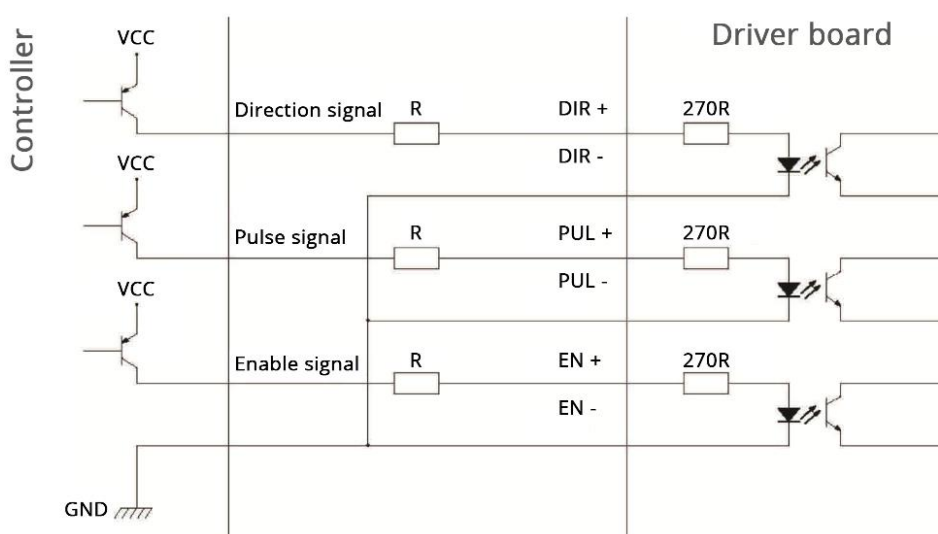 Controller
Driver board
VCC
Direction signal
R
DIR +
270R
DIR -
VCC
Pulse signal
R
PUL +
270R
PUL -
VCC
Enable signal
R
EN +
270R
EN -
GND